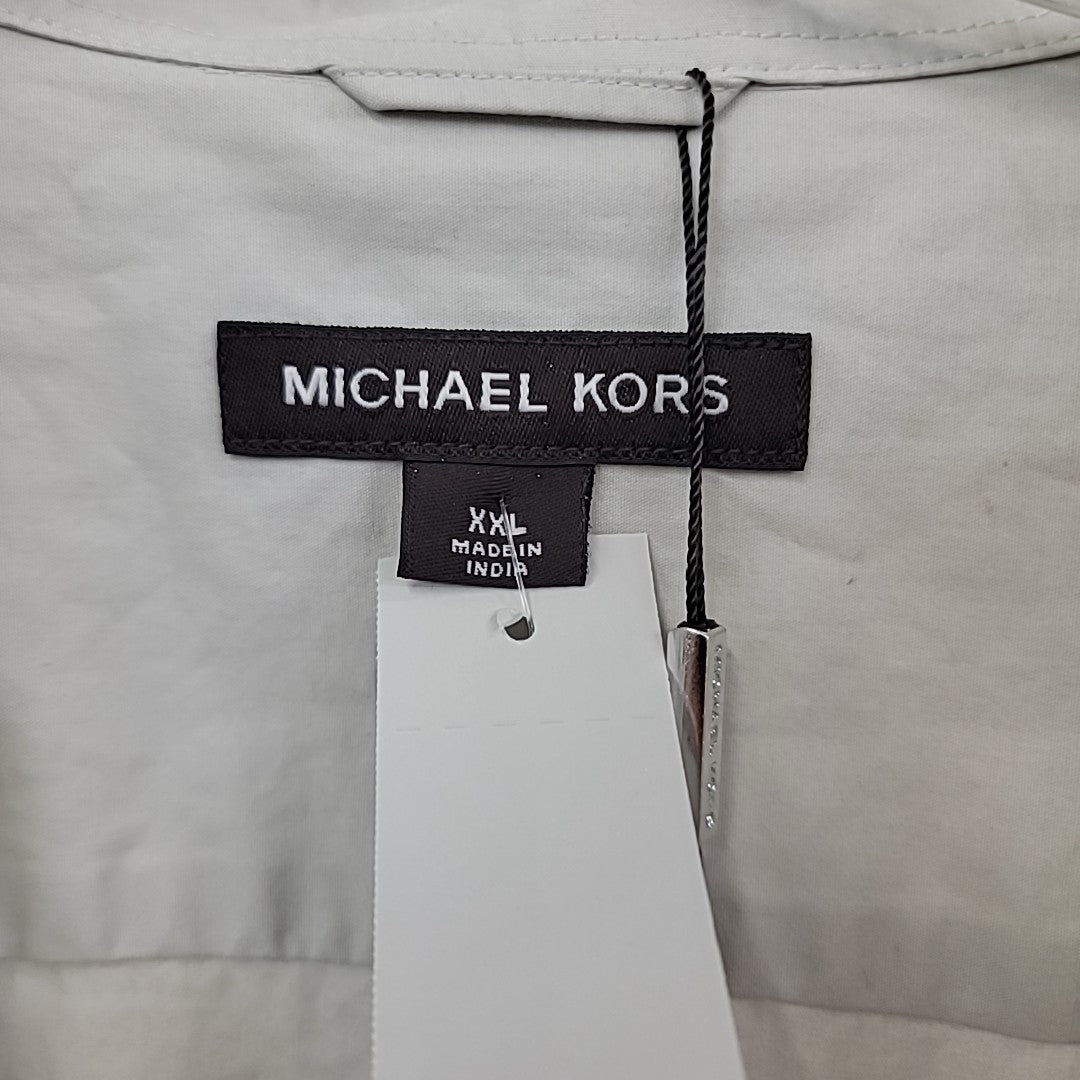 MICHAEL KORS
XXL
MADE IN
INDIA